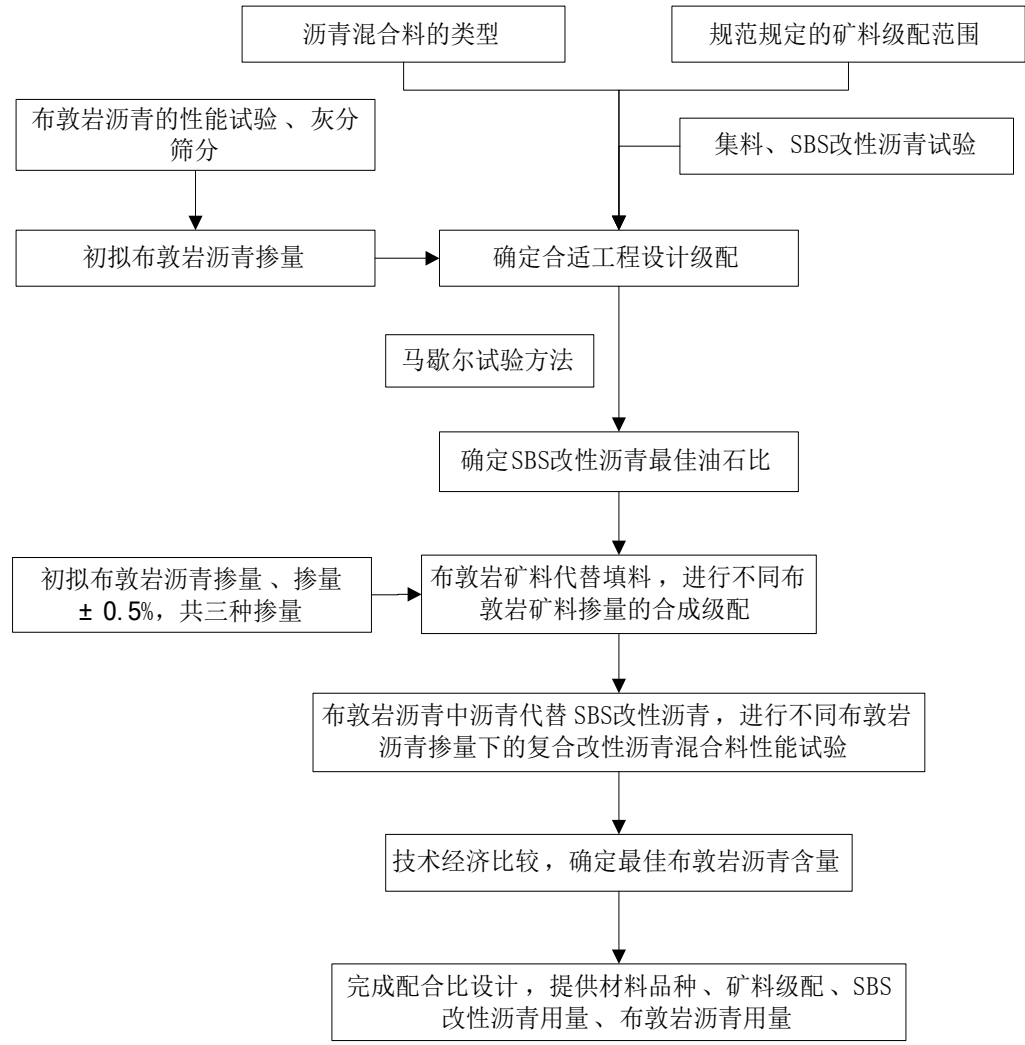 沥青混合料的类型
规范规定的矿料级配范围
布敦岩沥青的性能试验、灰分
筛分
集料、SBS改性沥青试验
初拟布敦岩沥青掺量
确定合适工程设计级配
马歇尔试验方法
确定SBS改性沥青最佳油石比
初拟布敦岩沥青掺量、掺量
± 0.5%，共三种掺量
布敦岩矿料代替填料，进行不同布
敦岩矿料掺量的合成级配
布敦岩沥青中沥青代替SBS改性沥青，进行不同布敦岩
沥青掺量下的复合改性沥青混合料性能试验
技术经济比较，确定最佳布敦岩沥青含量
完成配合比设计，提供材料品种、矿料级配、SBS
改性沥青用量、布敦岩沥青用量